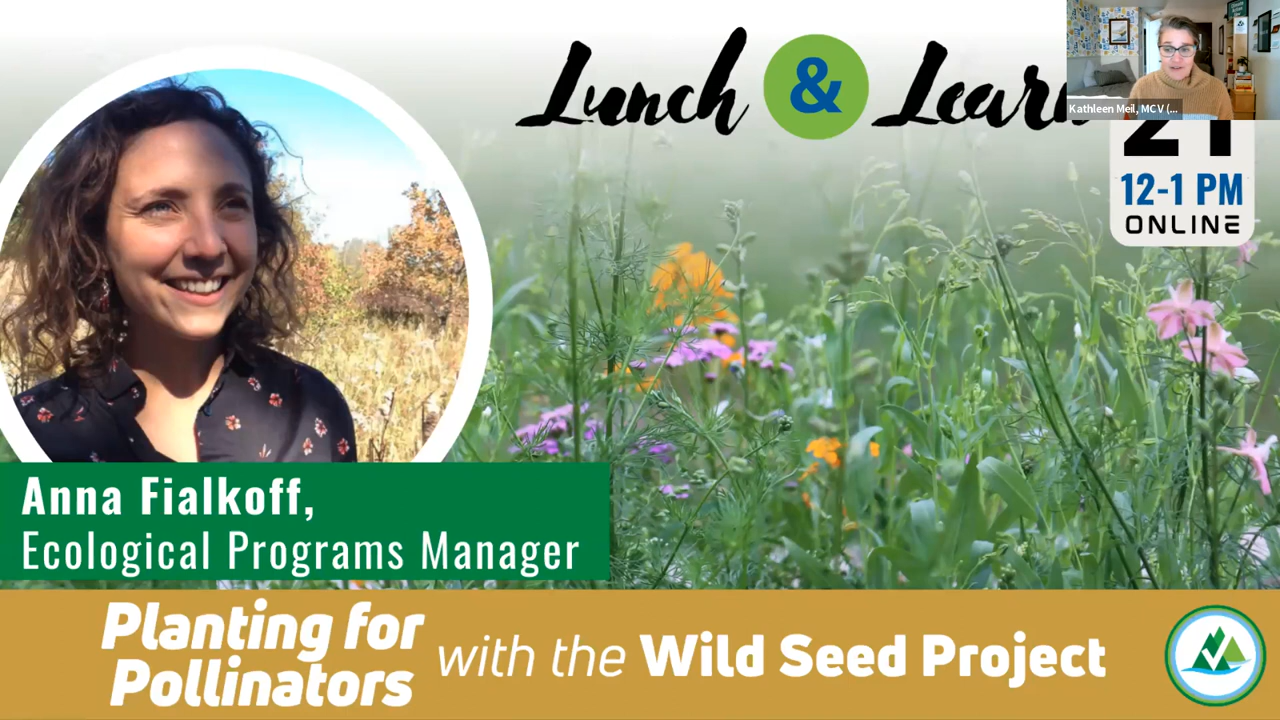 Lunch & Lear
Kathleen Meil, MCV (...
21
12-1 PM
ONLINE
Anna Fialkoff,
Ecological Programs Manager
Planting for
Pollinators
with the Wild Seed Project